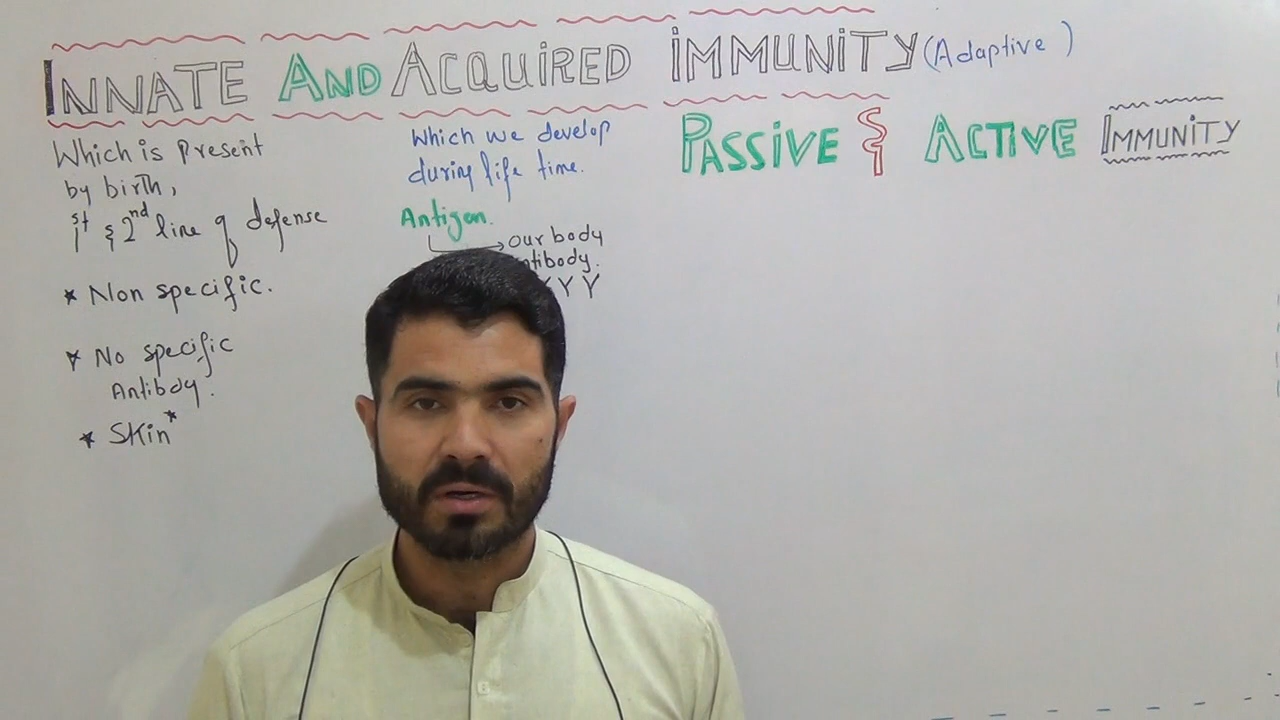 INNATE AND ACQUIRED IMMUNITY (Adaptive)
Which is Present
by birth,
1st & 2nd line of defense
* Non specific.
* No specific
Antibody.
* Skin*
Which we develop
during life time.
Antigen.
Our body
ntibody.
Y Y Y
PASSIVE & ACTIVE IMMUNITY